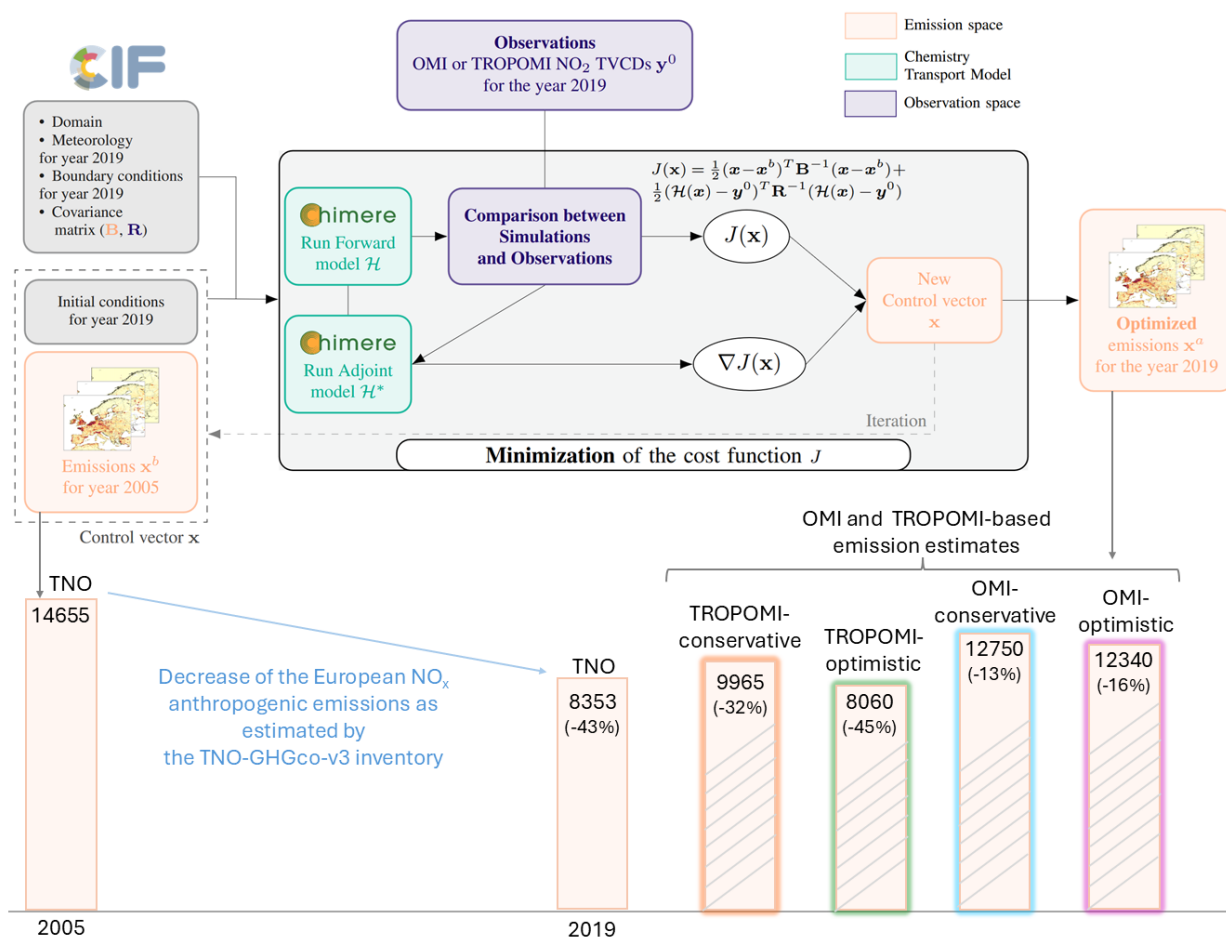 CIF
Observations
OMI or TROPOMI NO₂ TVCDs y⁰
for the year 2019
Emission space
Chemistry
Transport Model
Observation space
• Domain
• Meteorology
for year 2019
• Boundary conditions
for year 2019
• Covariance
matrix (B, R)
Initial conditions
for year 2019
Emissions xᵇ
for year 2005
Control vector x
J(x) = ½(x−xᵇ)ᵀB⁻¹(x−xᵇ)+
½(ℋ(x) − y⁰)ᵀR⁻¹(ℋ(x) − y⁰)
Chimere
Run Forward
model ℋ
Comparison between
Simulations
and Observations
J(x)
Chimere
Run Adjoint
model ℋ*
∇J(x)
New
Control vector
x
Iteration
Minimization of the cost function J
Optimized
emissions xᵃ
for the year 2019
OMI and TROPOMI-based
emission estimates
TNO
14655
Decrease of the European NOₓ
anthropogenic emissions as
estimated by
the TNO-GHGco-v3 inventory
TNO
8353
(-43%)
TROPOMI-
conservative
9965
(-32%)
TROPOMI-
optimistic
8060
(-45%)
OMI-
conservative
12750
(-13%)
OMI-
optimistic
12340
(-16%)
2005
2019